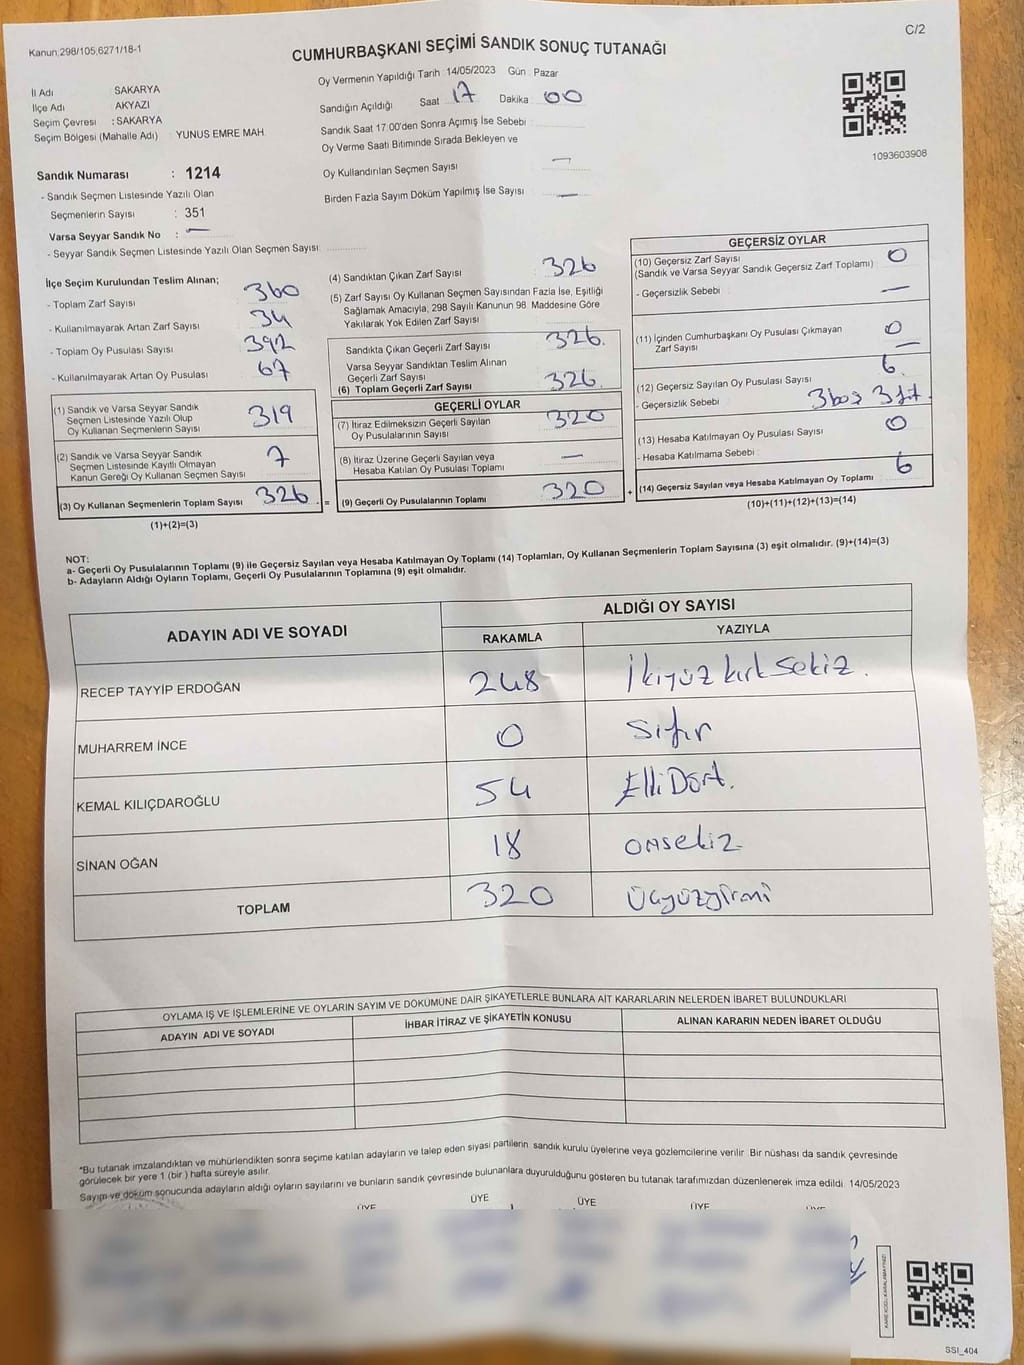 Kanun,298/105,6271/18-1
C/2
CUMHURBAŞKANI SEÇİMİ SANDIK SONUÇ TUTANAĞI
Oy Vermenin Yapıldığı Tarih : 14/05/2023 Gün : Pazar
İl Adı SAKARYA
İlçe Adı AKYAZI
Seçim Çevresi : SAKARYA
Seçim Bölgesi (Mahalle Adı) YUNUS EMRE MAH.
Sandığın Açıldığı Saat 17 Dakika 00
Sandık Saat 17:00'den Sonra Açımış İse Sebebi :
Oy Verme Saati Bitiminde Sırada Bekleyen ve
Oy Kullandırılan Seçmen Sayısı —
Birden Fazla Sayım Döküm Yapılmış İse Sayısı —
1093603908
Sandık Numarası : 1214
- Sandık Seçmen Listesinde Yazılı Olan
Seçmenlerin Sayısı : 351
Varsa Seyyar Sandık No : —
- Seyyar Sandık Seçmen Listesinde Yazılı Olan Seçmen Sayısı:
İlçe Seçim Kurulundan Teslim Alınan;
- Toplam Zarf Sayısı 360
- Kullanılmayarak Artan Zarf Sayısı 34
- Toplam Oy Pusulası Sayısı 392
- Kullanılmayarak Artan Oy Pusulası 67
(1) Sandık ve Varsa Seyyar Sandık
Seçmen Listesinde Yazılı Olup
Oy Kullanan Seçmenlerin Sayısı 319
(2) Sandık ve Varsa Seyyar Sandık
Seçmen Listesinde Kayıtlı Olmayan
Kanun Gereği Oy Kullanan Seçmen Sayısı 7
(3) Oy Kullanan Seçmenlerin Toplam Sayısı 326 =
(1)+(2)=(3)
(4) Sandıktan Çıkan Zarf Sayısı 326
(5) Zarf Sayısı Oy Kullanan Seçmen Sayısından Fazla İse, Eşitliği
Sağlamak Amacıyla, 298 Sayılı Kanunun 98. Maddesine Göre
Yakılarak Yok Edilen Zarf Sayısı
Sandıkta Çıkan Geçerli Zarf Sayısı 326.
Varsa Seyyar Sandıktan Teslim Alınan
Geçerli Zarf Sayısı
(6) Toplam Geçerli Zarf Sayısı 326.
GEÇERLİ OYLAR
(7) İtiraz Edilmeksizin Geçerli Sayılan
Oy Pusulalarının Sayısı 320
(8) İtiraz Üzerine Geçerli Sayılan veya
Hesaba Katılan Oy Pusulası Toplamı —
(9) Geçerli Oy Pusulalarının Toplamı 320 +
GEÇERSİZ OYLAR
(10) Geçersiz Zarf Sayısı
(Sandık ve Varsa Seyyar Sandık Geçersiz Zarf Toplamı) 0
- Geçersizlik Sebebi : —
(11) İçinden Cumhurbaşkanı Oy Pusulası Çıkmayan
Zarf Sayısı 0 —
(12) Geçersiz Sayılan Oy Pusulası Sayısı 6.
- Geçersizlik Sebebi 3 boş 3
(13) Hesaba Katılmayan Oy Pusulası Sayısı 0
- Hesaba Katılmama Sebebi :
(14) Geçersiz Sayılan veya Hesaba Katılmayan Oy Toplamı 6
(10)+(11)+(12)+(13)=(14)
NOT:
a- Geçerli Oy Pusulalarının Toplamı (9) ile Geçersiz Sayılan veya Hesaba Katılmayan Oy Toplamı (14) Toplamları, Oy Kullanan Seçmenlerin Toplam Sayısına (3) eşit olmalıdır. (9)+(14)=(3)
b- Adayların Aldığı Oyların Toplamı, Geçerli Oy Pusulalarının Toplamına (9) eşit olmalıdır.
ADAYIN ADI VE SOYADI ALDIĞI OY SAYISI
RAKAMLA YAZIYLA
RECEP TAYYİP ERDOĞAN 248 İkiyüz kırk sekiz.
MUHARREM İNCE 0 Sıfır
KEMAL KILIÇDAROĞLU 54 Elli Dört.
SİNAN OĞAN 18 onsekiz
TOPLAM 320 Üçyüzyirmi
OYLAMA İŞ VE İŞLEMLERİNE VE OYLARIN SAYIM VE DÖKÜMÜNE DAİR ŞİKAYETLERLE BUNLARA AİT KARARLARIN NELERDEN İBARET BULUNDUKLARI
ADAYIN ADI VE SOYADI İHBAR İTİRAZ VE ŞİKAYETİN KONUSU ALINAN KARARIN NEDEN İBARET OLDUĞU
*Bu tutanak imzalandıktan ve mühürlendikten sonra seçime katılan adayların ve talep eden siyasi partilerin, sandık kurulu üyelerine veya gözlemcilerine verilir. Bir nüshası da sandık çevresinde
görülecek bir yere 1 (bir ) hafta süreyle asılır.
Sayım ve döküm sonucunda adayların aldığı oyların sayılarını ve bunların sandık çevresinde bulunanlara duyurulduğunu gösteren bu tutanak tarafımızdan düzenlenerek imza edildi. 14/05/2023
ÜYE ÜYE ÜYE ÜYE
KARE KODU KARALAMAYINIZ!
SSI_404